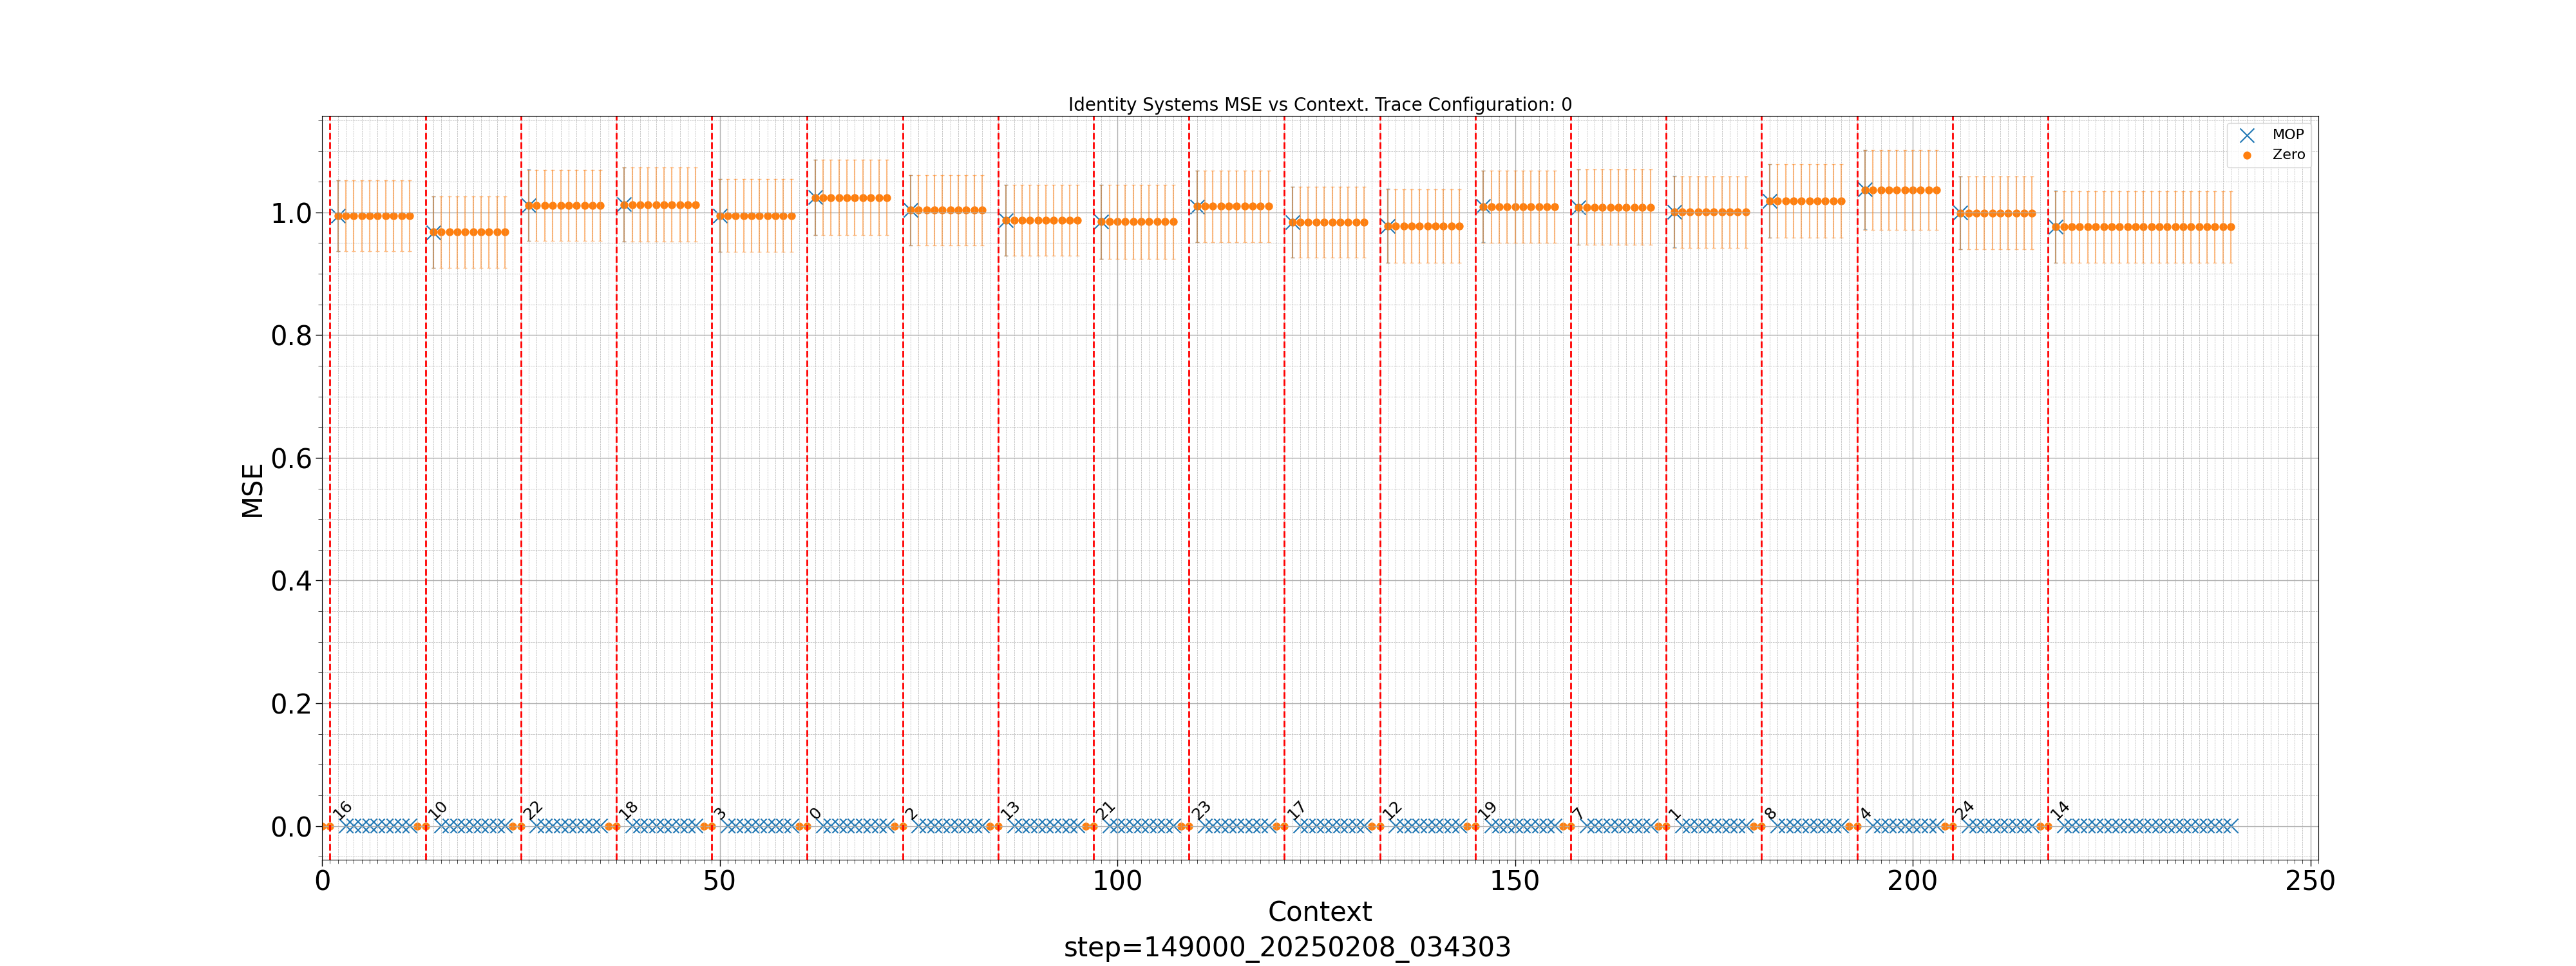 Identity Systems MSE vs Context. Trace Configuration: 0
MOP
Zero
MSE
1.0
0.8
0.6
0.4
0.2
0.0
16 10 22 18 3 0 2 13 21 23 17 12 19 7 1 8 4 24 14
0 50 100 150 200 250
Context
step=149000_20250208_034303